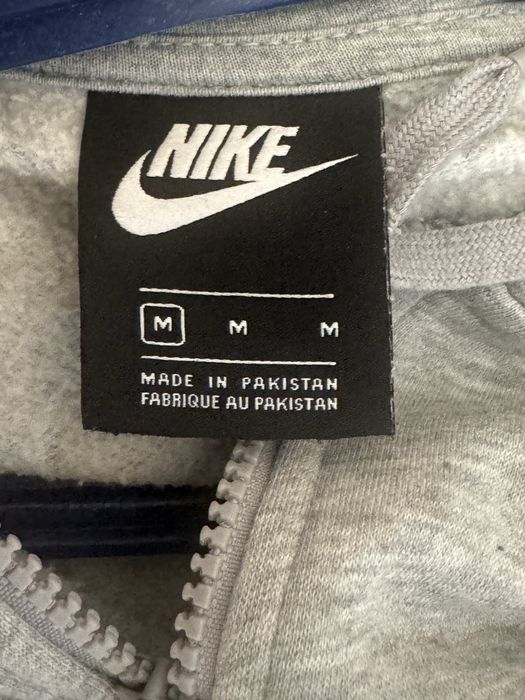 NIKE
M M M
MADE IN PAKISTAN
FABRIQUE AU PAKISTAN